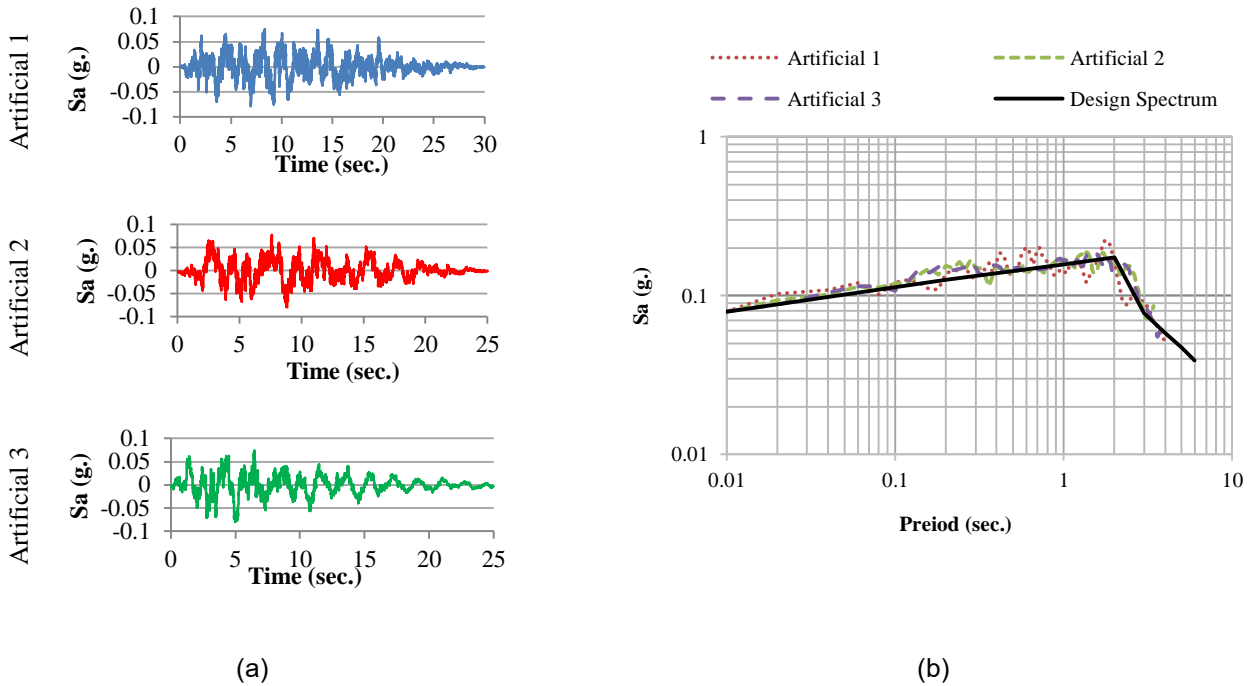 Artificial 1
Sa (g.)
0.1
0.05
0
-0.05
-0.1
0 5 10 15 20 25 30
Time (sec.)
Artificial 2
Sa (g.)
0.1
0.05
0
-0.05
-0.1
0 5 10 15 20 25
Time (sec.)
Artificial 3
Sa (g.)
0.1
0.05
0
-0.05
-0.1
0 5 10 15 20 25
Time (sec.)
(a)
Artificial 1 Artificial 2
Artificial 3 Design Spectrum
Sa (g.)
1
0.1
0.01
0.01 0.1 1 10
Preiod (sec.)
(b)